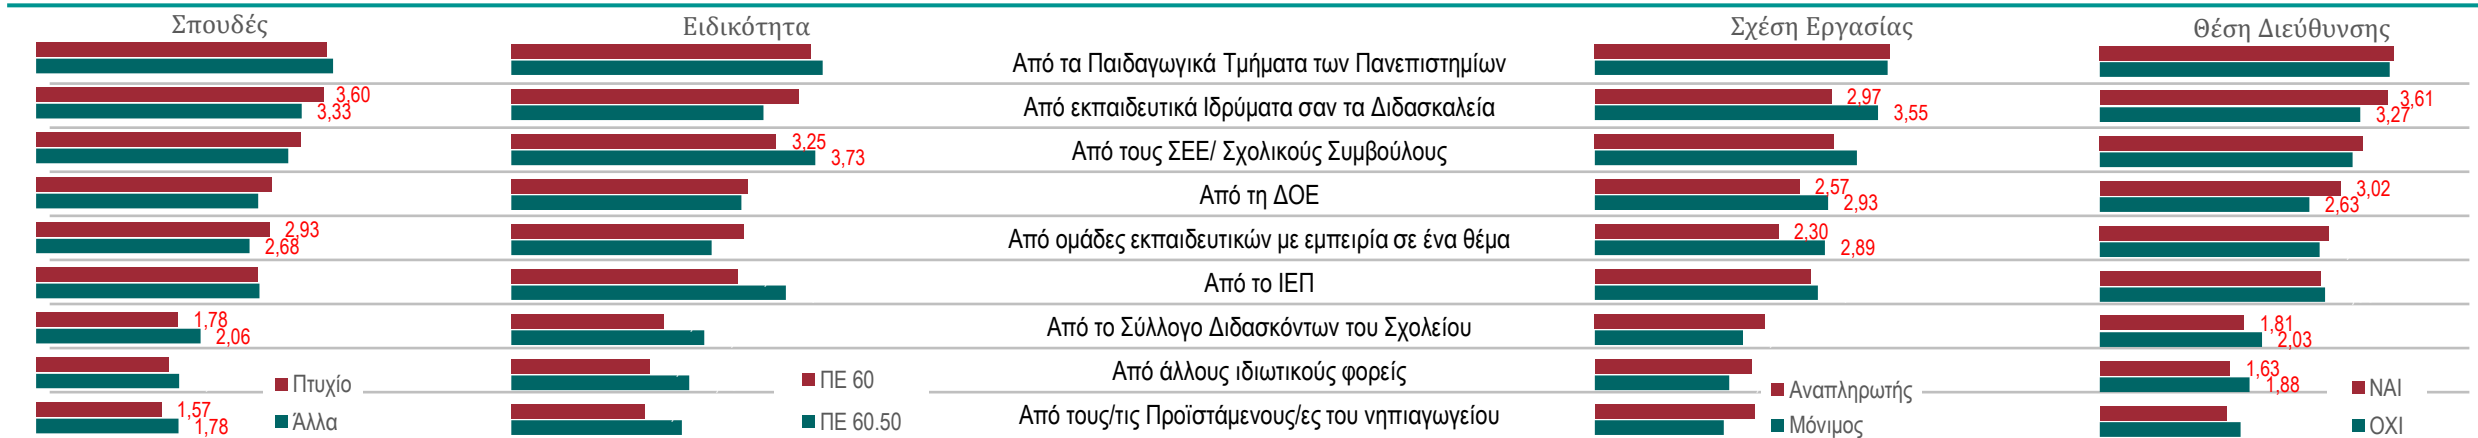 Σπουδές
Ειδικότητα
Σχέση Εργασίας
Θέση Διεύθυνσης
Από τα Παιδαγωγικά Τμήματα των Πανεπιστημίων
3,60
3,33
Από εκπαιδευτικά Ιδρύματα σαν τα Διδασκαλεία
2,97
3,55
3,61
3,27
3,25
3,73
Από τους ΣΕΕ/ Σχολικούς Συμβούλους
Από τη ΔΟΕ
2,57
2,93
3,02
2,63
2,93
2,68
Από ομάδες εκπαιδευτικών με εμπειρία σε ένα θέμα
2,30
2,89
Από το ΙΕΠ
1,78
2,06
Από το Σύλλογο Διδασκόντων του Σχολείου
1,81
2,03
Από άλλους ιδιωτικούς φορείς
1,63
1,88
Πτυχίο
Άλλα
1,57
1,78
ΠΕ 60
ΠΕ 60.50
Από τους/τις Προϊστάμενους/ες του νηπιαγωγείου
Αναπληρωτής
Μόνιμος
ΝΑΙ
ΟΧΙ